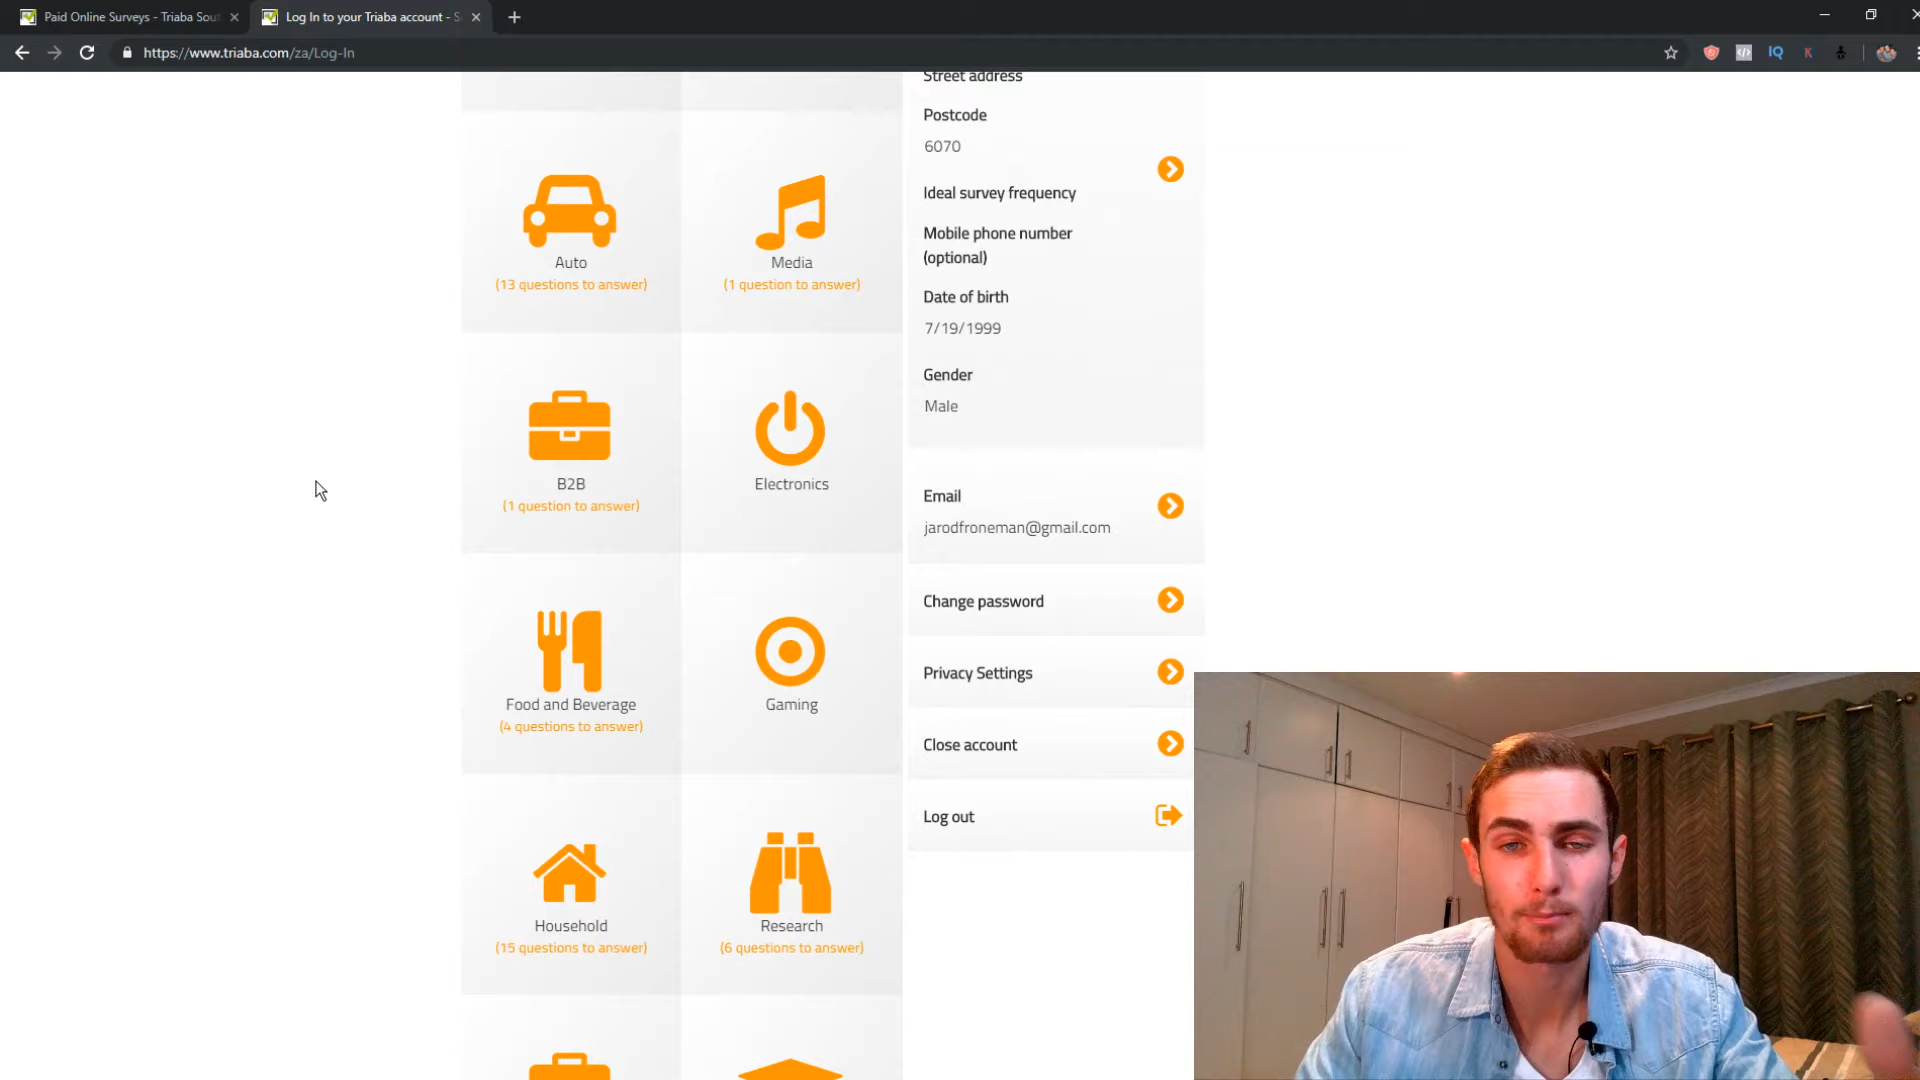 Paid Online Surveys - Triaba Sout
Log In to your Triaba account - S
https://www.triaba.com/za/Log-In
IQ
K
Street address
Postcode
6070
Ideal survey frequency
Mobile phone number
(optional)
Date of birth
7/19/1999
Gender
Male
Email
jarodfroneman@gmail.com
Change password
Privacy Settings
Close account
Log out
Auto
(13 questions to answer)
Media
(1 question to answer)
B2B
(1 question to answer)
Electronics
Food and Beverage
(4 questions to answer)
Gaming
Household
(15 questions to answer)
Research
(6 questions to answer)